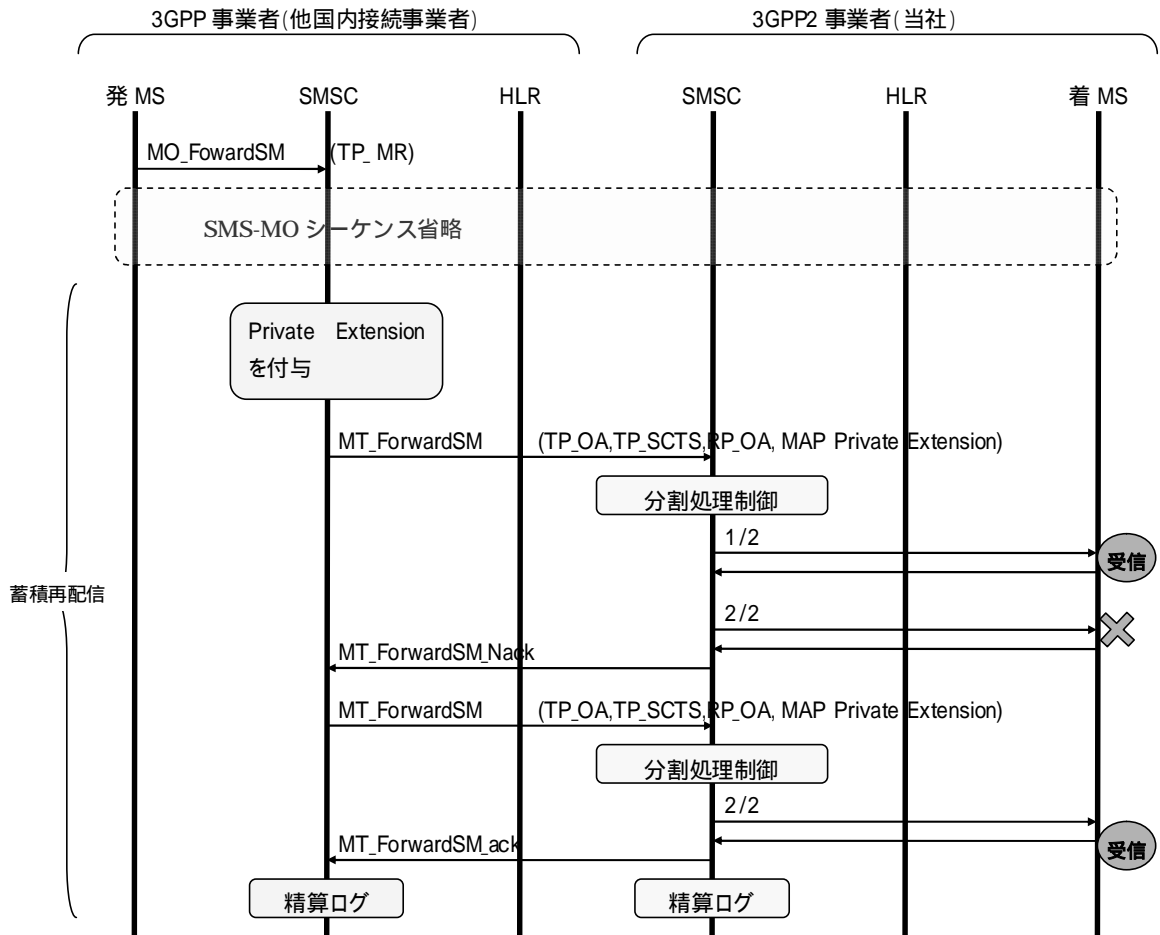 3GPP 事業者(他国内接続事業者) 3GPP2 事業者(当社)
発 MS SMSC HLR SMSC HLR 着 MS
MO_FowardSM (TP_ MR)
SMS-MO シーケンス省略
Private Extension
を付与
MT_ForwardSM (TP_OA,TP_SCTS,RP_OA, MAP Private Extension)
分割処理制御
1/2
受信
蓄積再配信
2/2
MT_ForwardSM_Nack
MT_ForwardSM (TP_OA,TP_SCTS,RP_OA, MAP Private Extension)
分割処理制御
2/2
MT_ForwardSM_ack
受信
精算ログ 精算ログ